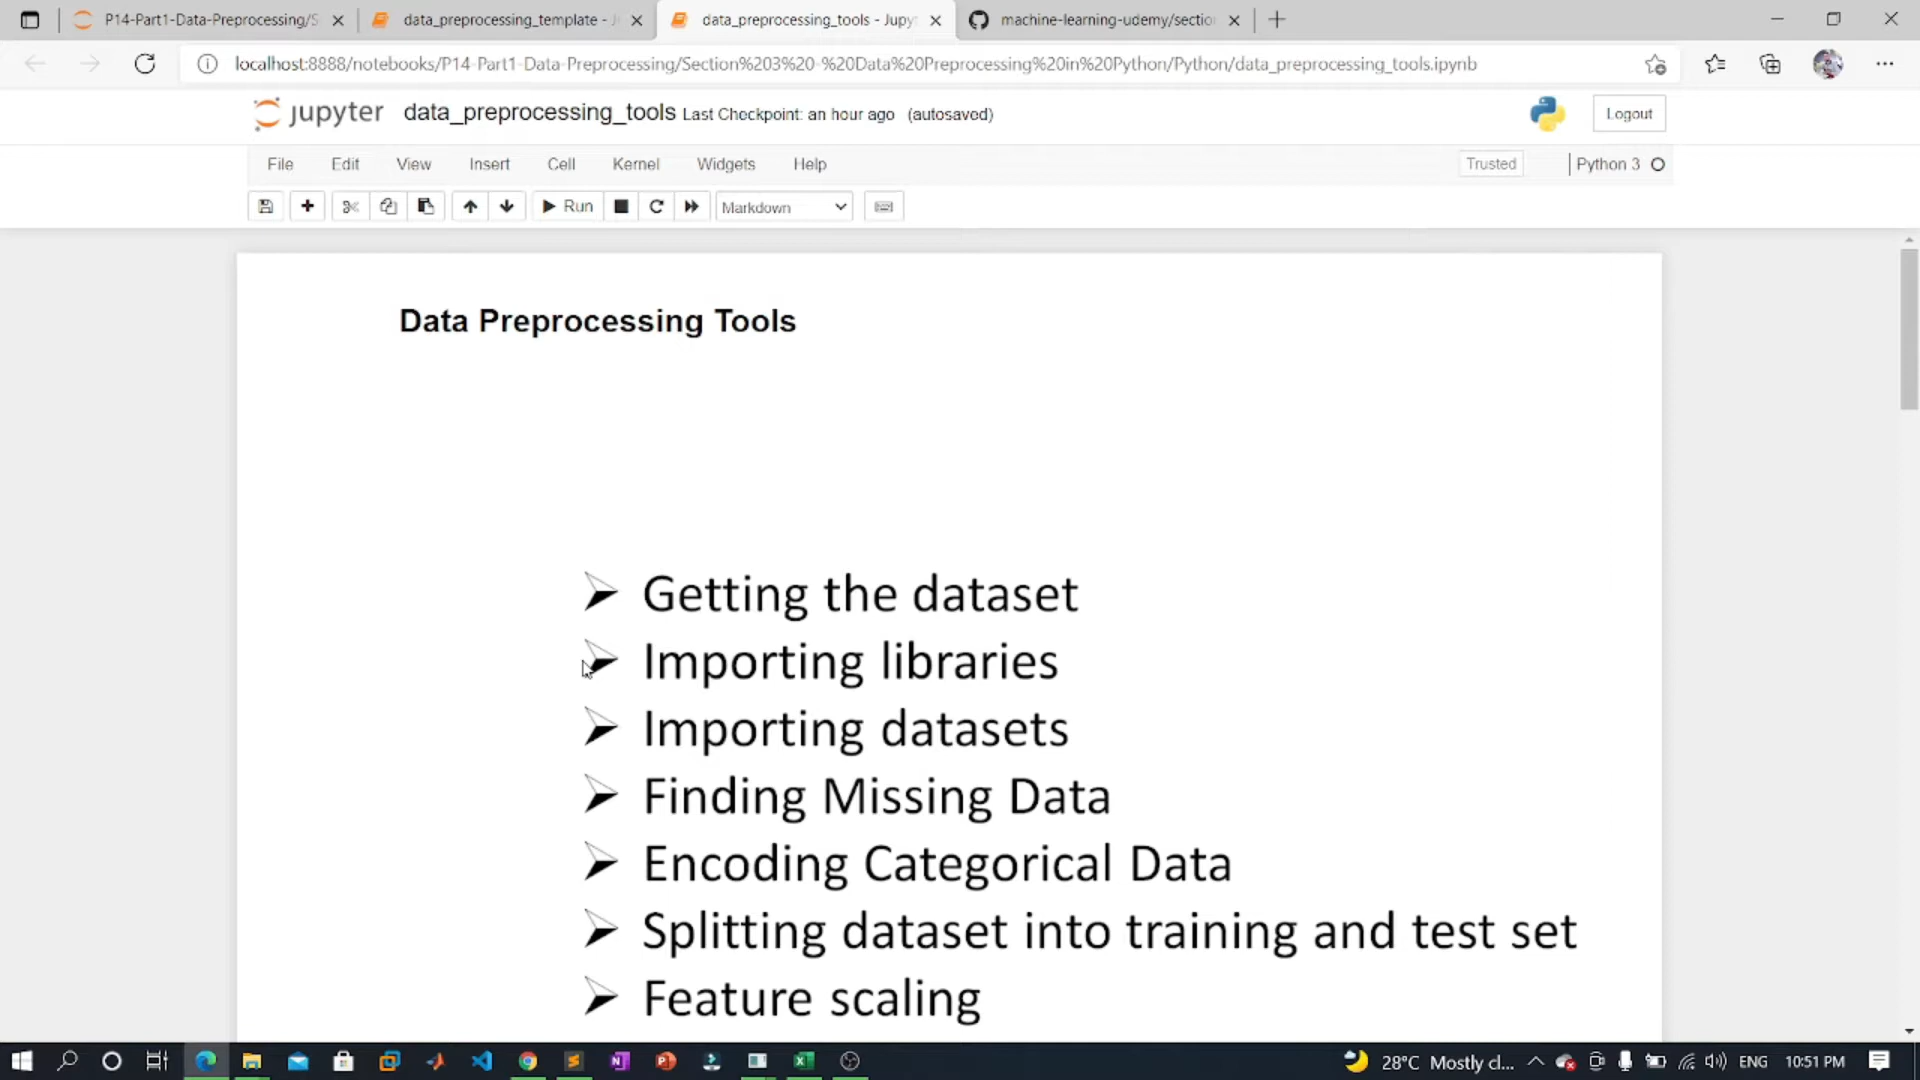 P14-Part1-Data-Preprocessing/S
data_preprocessing_template - J
data_preprocessing_tools - Jupy
machine-learning-udemy/sectio
localhost:8888/notebooks/P14-Part1-Data-Preprocessing/Section%203%20-%20Data%20Preprocessing%20in%20Python/Python/data_preprocessing_tools.ipynb
jupyter data_preprocessing_tools Last Checkpoint: an hour ago (autosaved)
Logout
File Edit View Insert Cell Kernel Widgets Help
Trusted
Python 3
Run
Markdown
Data Preprocessing Tools
Getting the dataset
Importing libraries
Importing datasets
Finding Missing Data
Encoding Categorical Data
Splitting dataset into training and test set
Feature scaling
28°C Mostly cl... ENG 10:51 PM